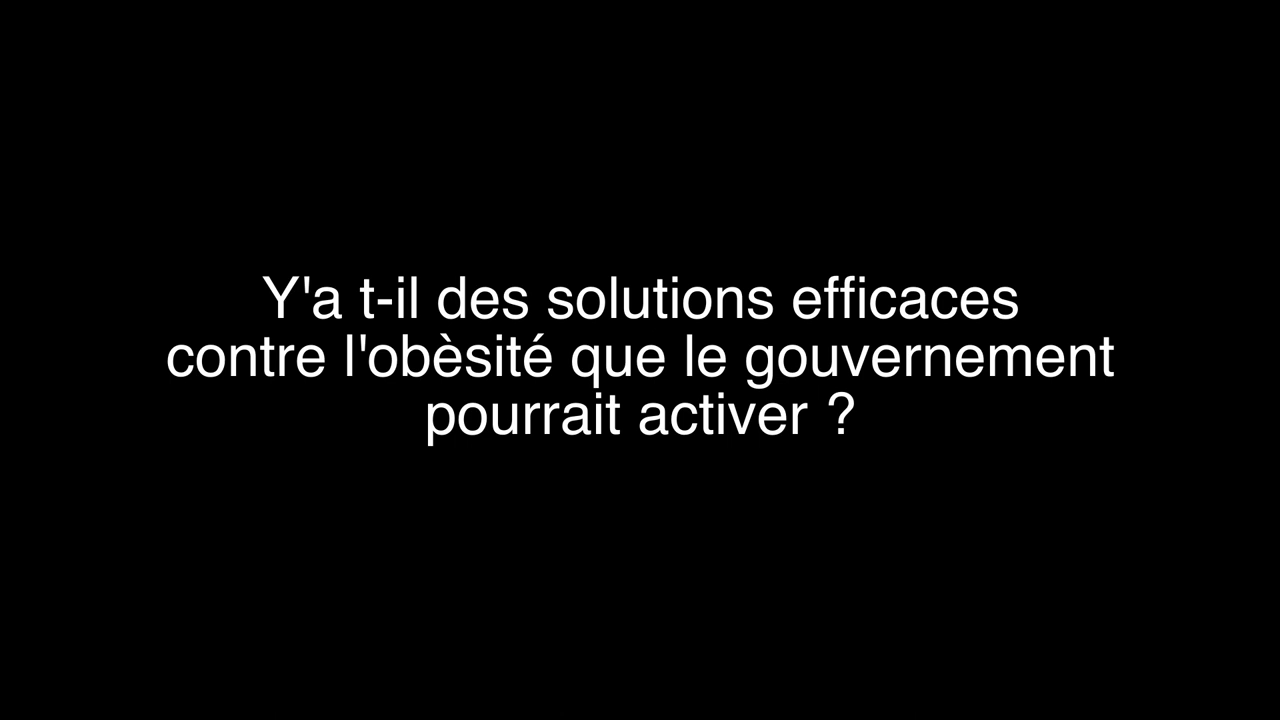 Y'a t-il des solutions efficaces
contre l'obèsité que le gouvernement
pourrait activer ?